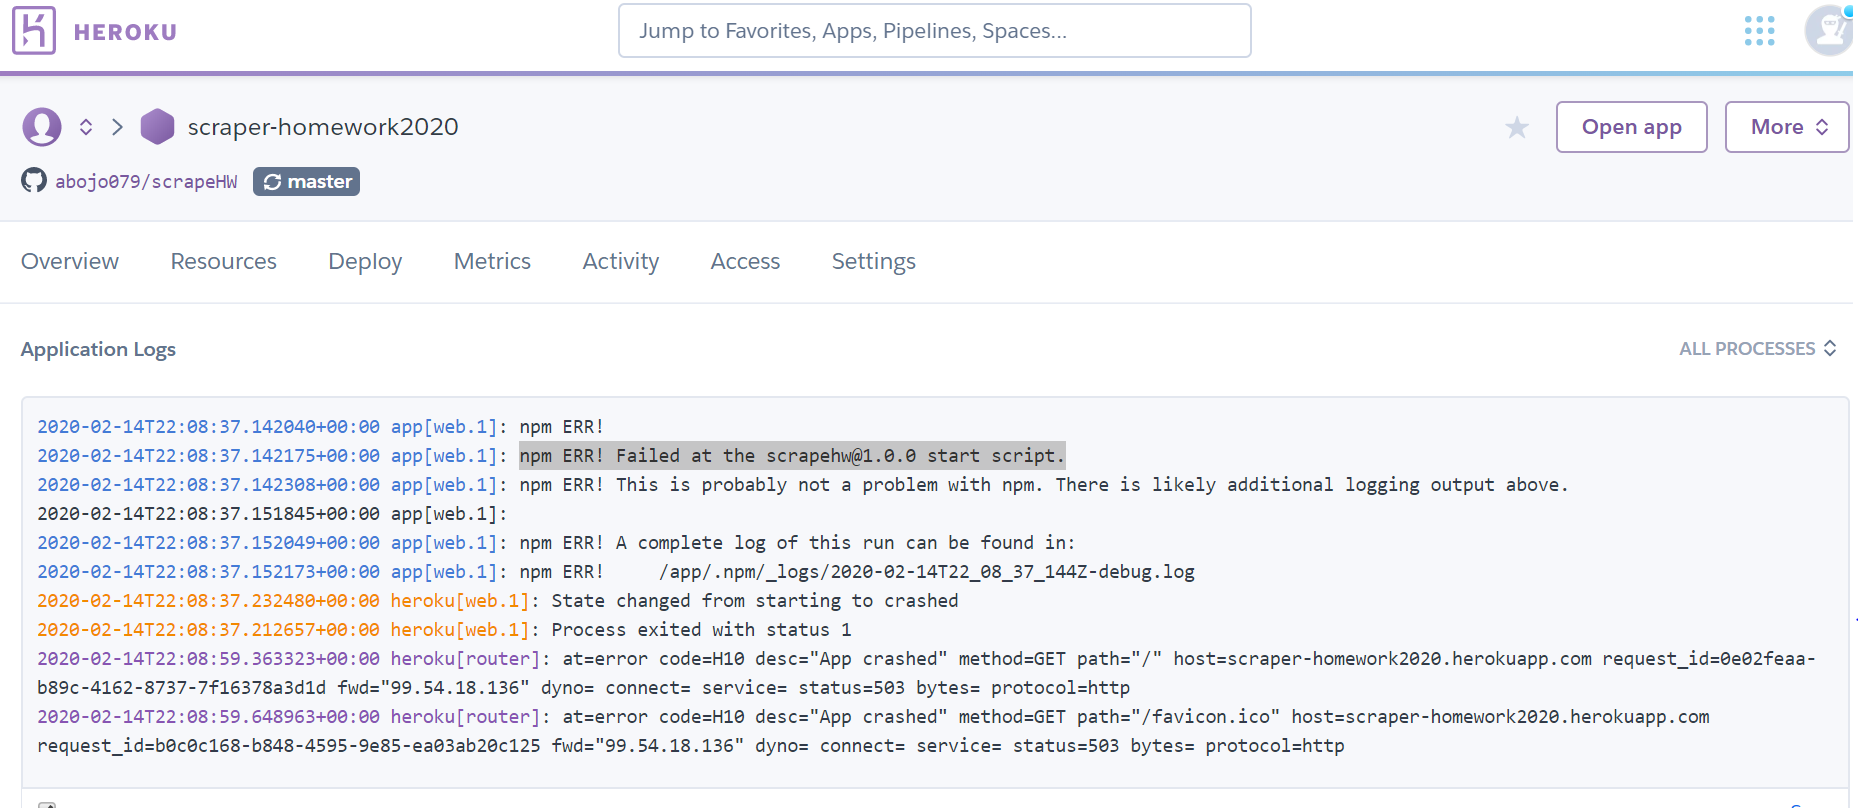 HEROKU
Jump to Favorites, Apps, Pipelines, Spaces...
scraper-homework2020
Open app
More
abojo079/scrapeHW
master
Overview
Resources
Deploy
Metrics
Activity
Access
Settings
Application Logs
ALL PROCESSES
2020-02-14T22:08:37.142040+00:00 app[web.1]: npm ERR!
2020-02-14T22:08:37.142175+00:00 app[web.1]: npm ERR! Failed at the scrapehw@1.0.0 start script.
2020-02-14T22:08:37.142308+00:00 app[web.1]: npm ERR! This is probably not a problem with npm. There is likely additional logging output above.
2020-02-14T22:08:37.151845+00:00 app[web.1]:
2020-02-14T22:08:37.152049+00:00 app[web.1]: npm ERR! A complete log of this run can be found in:
2020-02-14T22:08:37.152173+00:00 app[web.1]: npm ERR!     /app/.npm/_logs/2020-02-14T22_08_37_144Z-debug.log
2020-02-14T22:08:37.232480+00:00 heroku[web.1]: State changed from starting to crashed
2020-02-14T22:08:37.212657+00:00 heroku[web.1]: Process exited with status 1
2020-02-14T22:08:59.363323+00:00 heroku[router]: at=error code=H10 desc="App crashed" method=GET path="/" host=scraper-homework2020.herokuapp.com request_id=0e02feaa-
b89c-4162-8737-7f16378a3d1d fwd="99.54.18.136" dyno= connect= service= status=503 bytes= protocol=http
2020-02-14T22:08:59.648963+00:00 heroku[router]: at=error code=H10 desc="App crashed" method=GET path="/favicon.ico" host=scraper-homework2020.herokuapp.com
request_id=b0c0c168-b848-4595-9e85-ea03ab20c125 fwd="99.54.18.136" dyno= connect= service= status=503 bytes= protocol=http